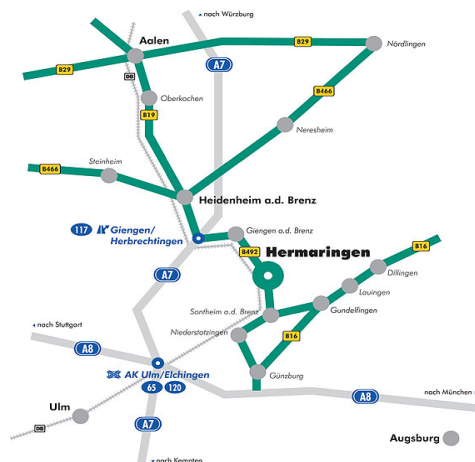 nach Würzburg
Aalen
B29
Nördlingen
A7
B29
DB
B466
Oberkochen
B19
Neresheim
Steinheim
B466
Heidenheim a.d. Brenz
117
Giengen/
Herbrechtingen
Giengen a.d. Brenz
B16
B492
Hermaringen
A7
Dillingen
Lauingen
Sontheim a.d. Brenz
Gundelfingen
nach Stuttgart
Niederstotzingen
B16
A8
AK Ulm/Elchingen
Günzburg
65
120
nach München
A8
Ulm
A7
DB
Augsburg
nach Kempten